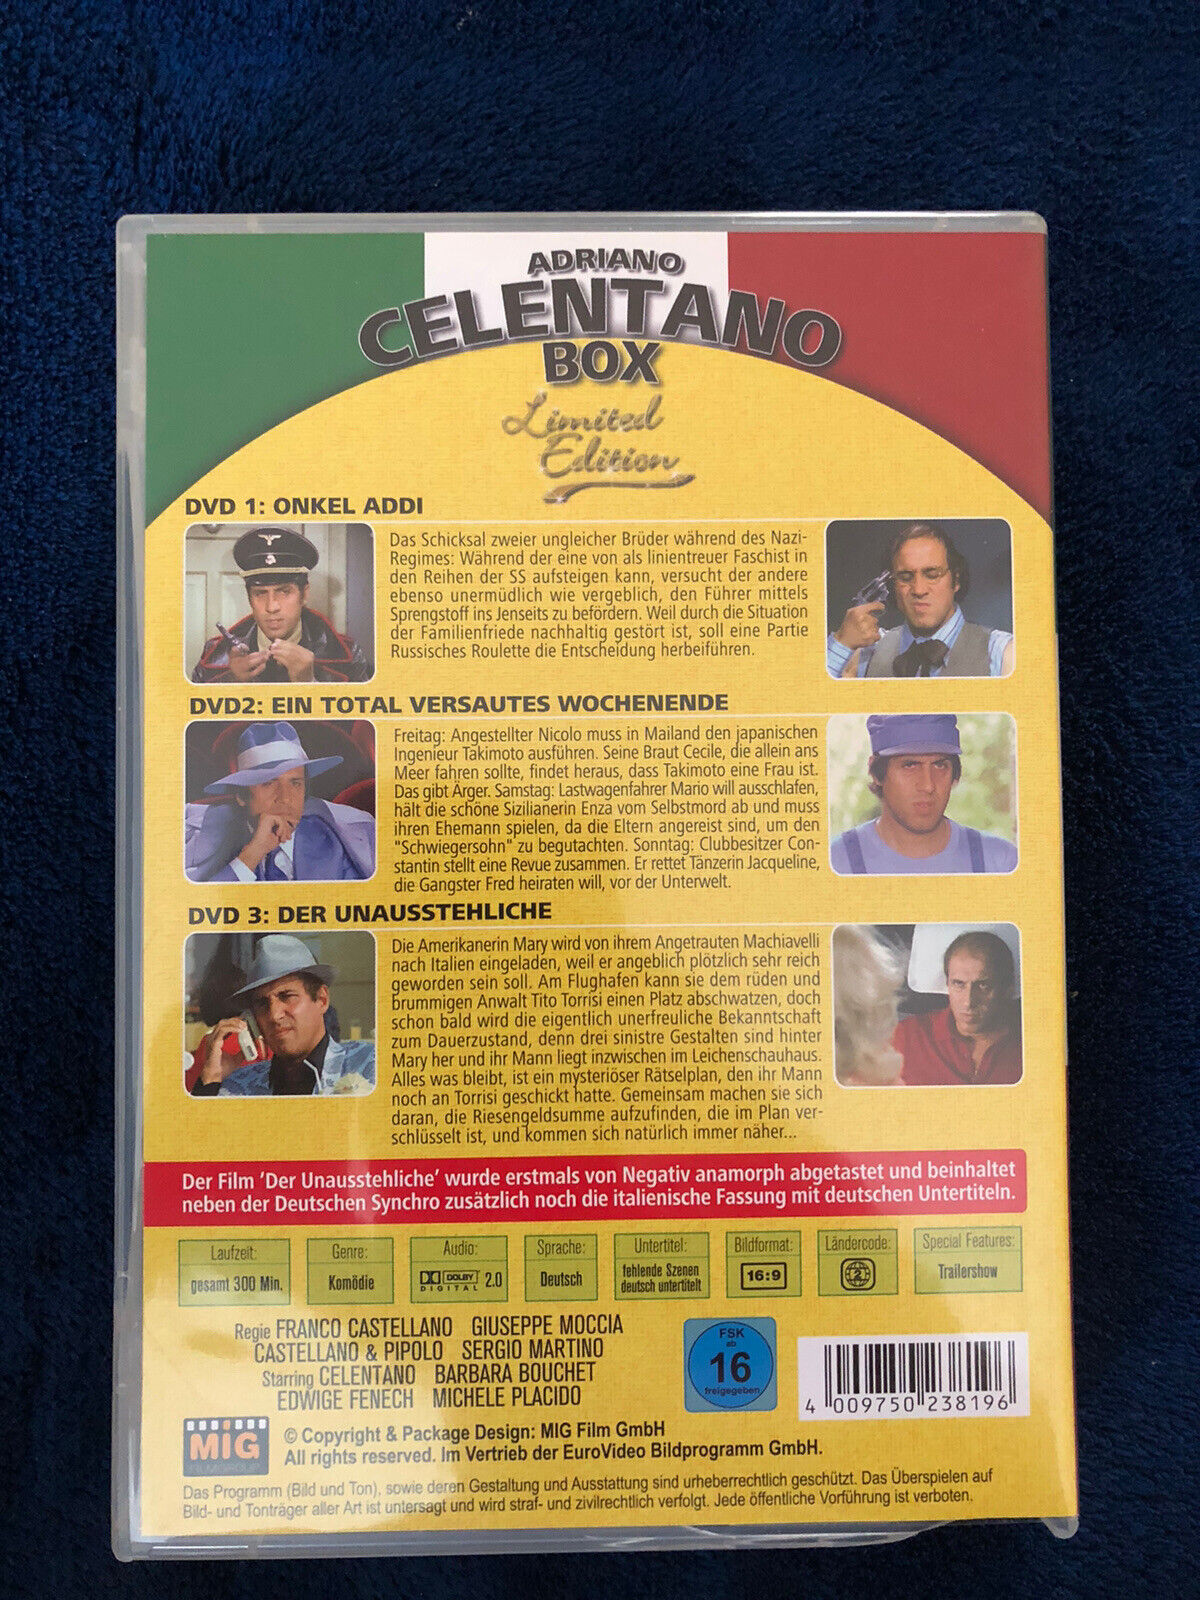 ADRIANO
CELENTANO
BOX
Limited
Edition
DVD 1: ONKEL ADDI
Das Schicksal zweier ungleicher Brüder während des Nazi-
Regimes: Während der eine von als linientreuer Faschist in
den Reihen der SS aufsteigen kann, versucht der andere
ebenso unermüdlich wie vergeblich, den Führer mittels
Sprengstoff ins Jenseits zu befördern. Weil durch die Situation
der Familienfriede nachhaltig gestört ist, soll eine Partie
Russisches Roulette die Entscheidung herbeiführen.
DVD2: EIN TOTAL VERSAUTES WOCHENENDE
Freitag: Angestellter Nicolo muss in Mailand den japanischen
Ingenieur Takimoto ausführen. Seine Braut Cecile, die allein ans
Meer fahren sollte, findet heraus, dass Takimoto eine Frau ist.
Das gibt Ärger. Samstag: Lastwagenfahrer Mario will ausschlafen,
hält die schöne Sizilianerin Enza vom Selbstmord ab und muss
ihren Ehemann spielen, da die Eltern angereist sind, um den
"Schwiegersohn" zu begutachten. Sonntag: Clubbesitzer Con-
stantin stellt eine Revue zusammen. Er rettet Tänzerin Jacqueline,
die Gangster Fred heiraten will, vor der Unterwelt.
DVD 3: DER UNAUSSTEHLICHE
Die Amerikanerin Mary wird von ihrem Angetrauten Machiavelli
nach Italien eingeladen, weil er angeblich plötzlich sehr reich
geworden sein soll. Am Flughafen kann sie dem rüden und
brummigen Anwalt Tito Torrisi einen Platz abschwatzen, doch
schon bald wird die eigentlich unerfreuliche Bekanntschaft
zum Dauerzustand, denn drei sinistre Gestalten sind hinter
Mary her und ihr Mann liegt inzwischen im Leichenschauhaus.
Alles was bleibt, ist ein mysteriöser Rätselplan, den ihr Mann
noch an Torrisi geschickt hatte. Gemeinsam machen sie sich
daran, die Riesengeldsumme aufzufinden, die im Plan ver-
schlüsselt ist, und kommen sich natürlich immer näher...
Der Film 'Der Unausstehliche' wurde erstmals von Negativ anamorph abgetastet und beinhaltet
neben der Deutschen Synchro zusätzlich noch die italienische Fassung mit deutschen Untertiteln.
Laufzeit:
gesamt 300 Min.
Genre:
Komödie
Audio:
DOLBY
DIGITAL 2.0
Sprache:
Deutsch
Untertitel:
fehlende Szenen
deutsch untertitelt
Bildformat:
16:9
Ländercode:
2
Special Features:
Trailershow
Regie FRANCO CASTELLANO GIUSEPPE MOCCIA
CASTELLANO & PIPOLO SERGIO MARTINO
Starring CELENTANO BARBARA BOUCHET
EDWIGE FENECH MICHELE PLACIDO
FSK
ab
16
freigegeben
4 009750 238196
MiG
FILMGROUP
© Copyright & Package Design: MIG Film GmbH
All rights reserved. Im Vertrieb der EuroVideo Bildprogramm GmbH.
Das Programm (Bild und Ton), sowie deren Gestaltung und Ausstattung sind urheberrechtlich geschützt. Das Überspielen auf
Bild- und Tonträger aller Art ist untersagt und wird straf- und zivilrechtlich verfolgt. Jede öffentliche Vorführung ist verboten.